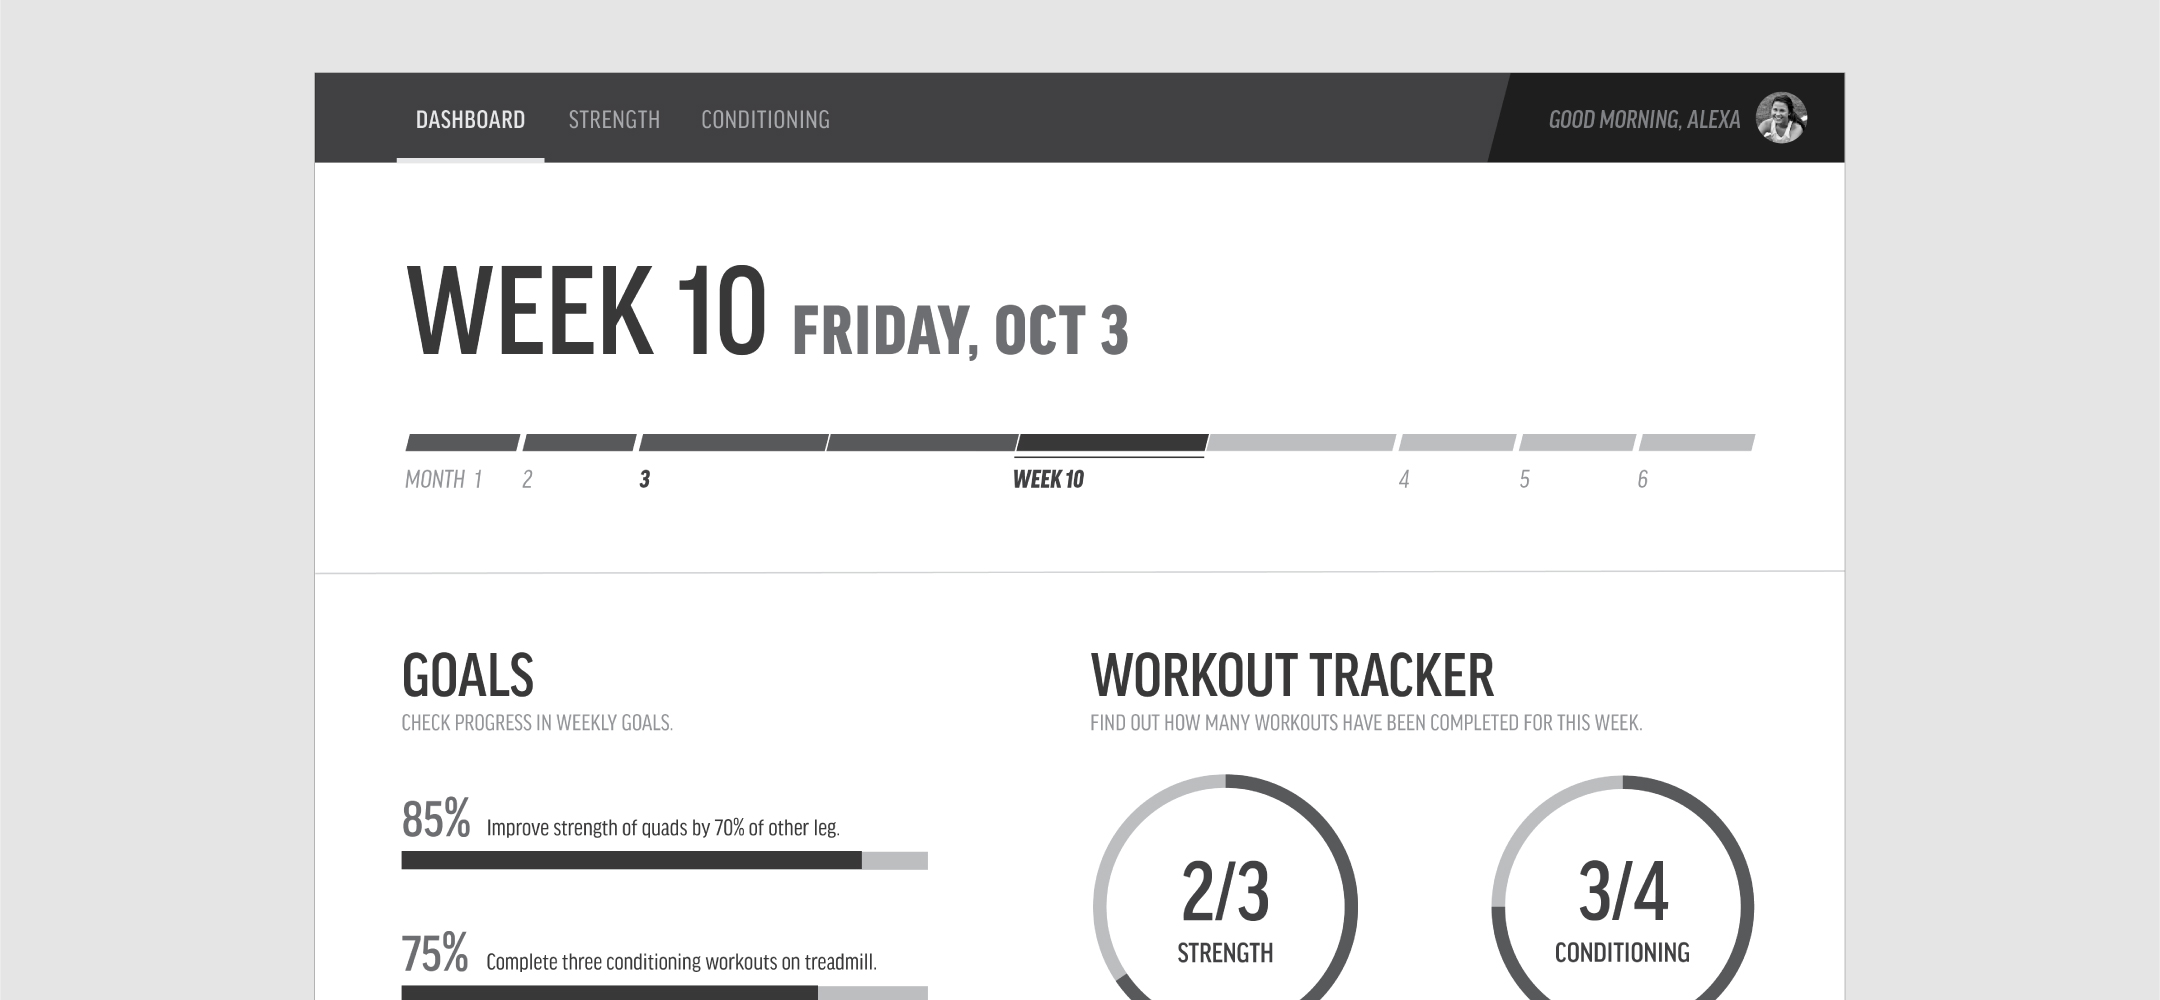 DASHBOARD STRENGTH CONDITIONING GOOD MORNING, ALEXA
WEEK 10 FRIDAY, OCT 3
MONTH 1 2 3 WEEK 10 4 5 6
GOALS
CHECK PROGRESS IN WEEKLY GOALS.
85% Improve strength of quads by 70% of other leg.
75% Complete three conditioning workouts on treadmill.
WORKOUT TRACKER
FIND OUT HOW MANY WORKOUTS HAVE BEEN COMPLETED FOR THIS WEEK.
2/3
STRENGTH
3/4
CONDITIONING